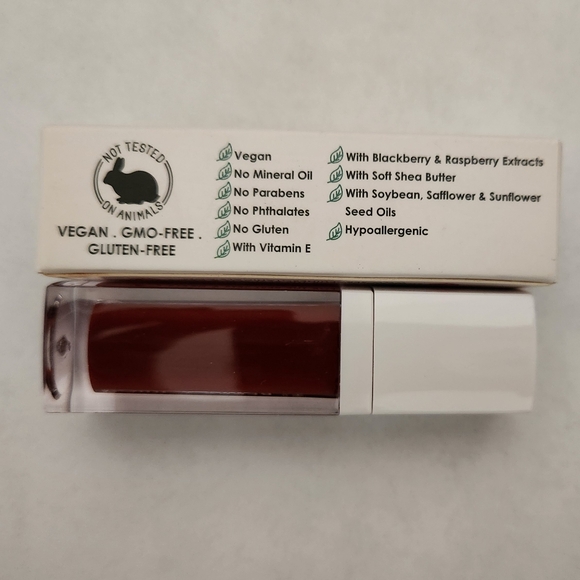 NOT TESTED
ON ANIMALS
VEGAN . GMO-FREE .
GLUTEN-FREE
Vegan
No Mineral Oil
No Parabens
No Phthalates
No Gluten
With Vitamin E
With Blackberry & Raspberry Extracts
With Soft Shea Butter
With Soybean, Safflower & Sunflower
Seed Oils
Hypoallergenic